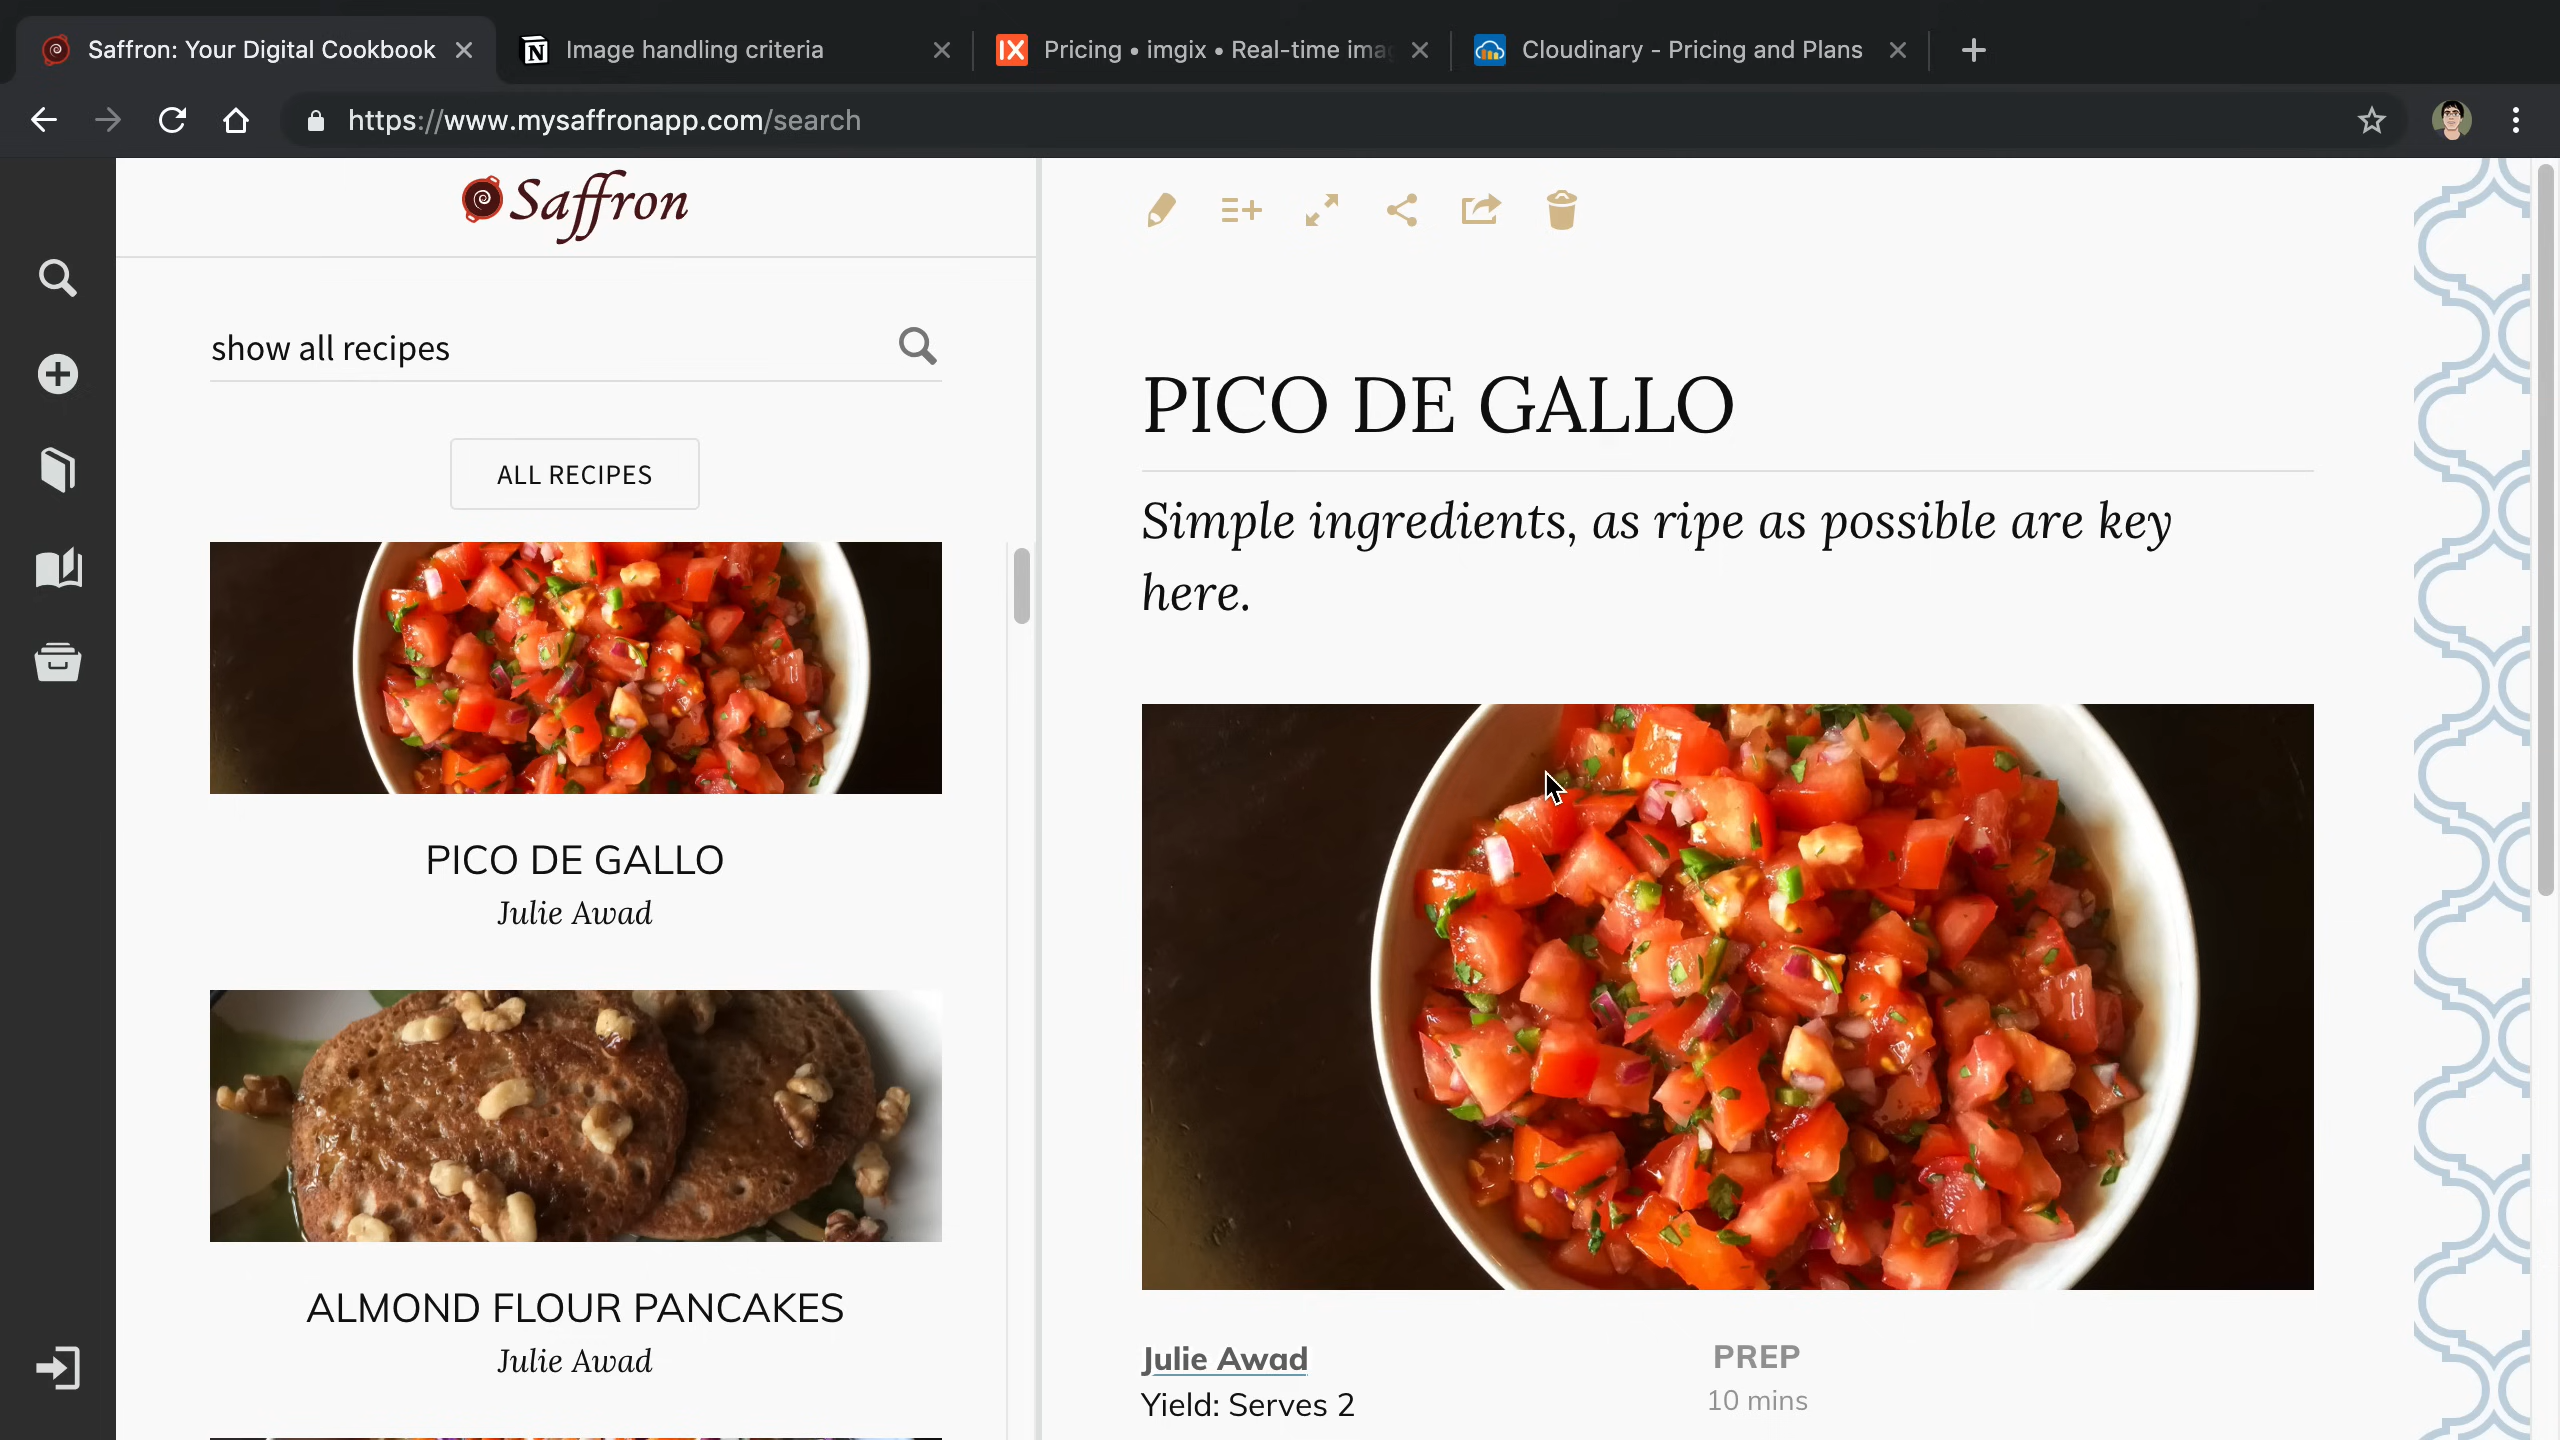 Saffron: Your Digital Cookbook
Image handling criteria
Pricing • imgix • Real-time ima
Cloudinary - Pricing and Plans
https://www.mysaffronapp.com/search
Saffron
show all recipes
ALL RECIPES
PICO DE GALLO
Julie Awad
ALMOND FLOUR PANCAKES
Julie Awad
PICO DE GALLO
Simple ingredients, as ripe as possible are key
here.
Julie Awad
Yield: Serves 2
PREP
10 mins